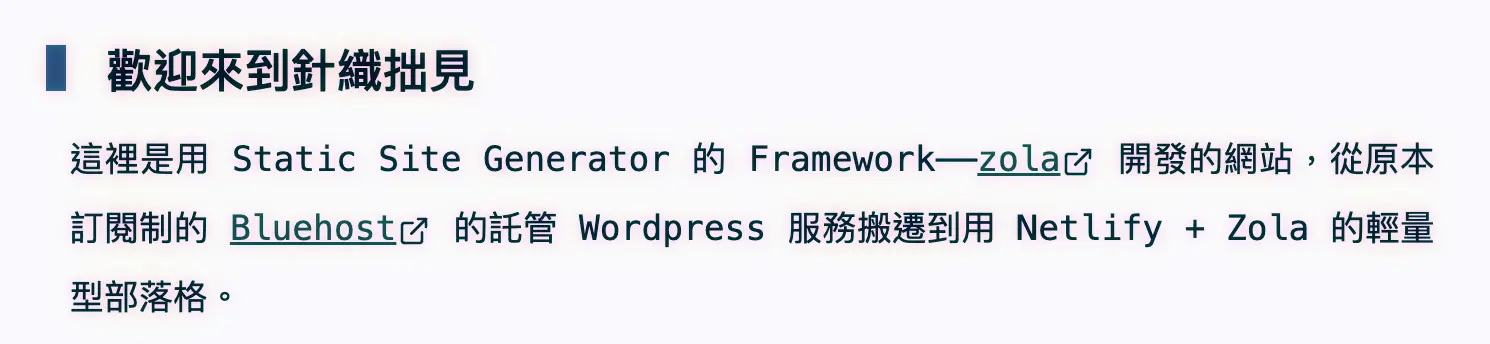 歡迎來到針織拙見
這裡是用 Static Site Generator 的 Framework——zola 開發的網站，從原本
訂閱制的 Bluehost 的託管 Wordpress 服務搬遷到用 Netlify + Zola 的輕量
型部落格。